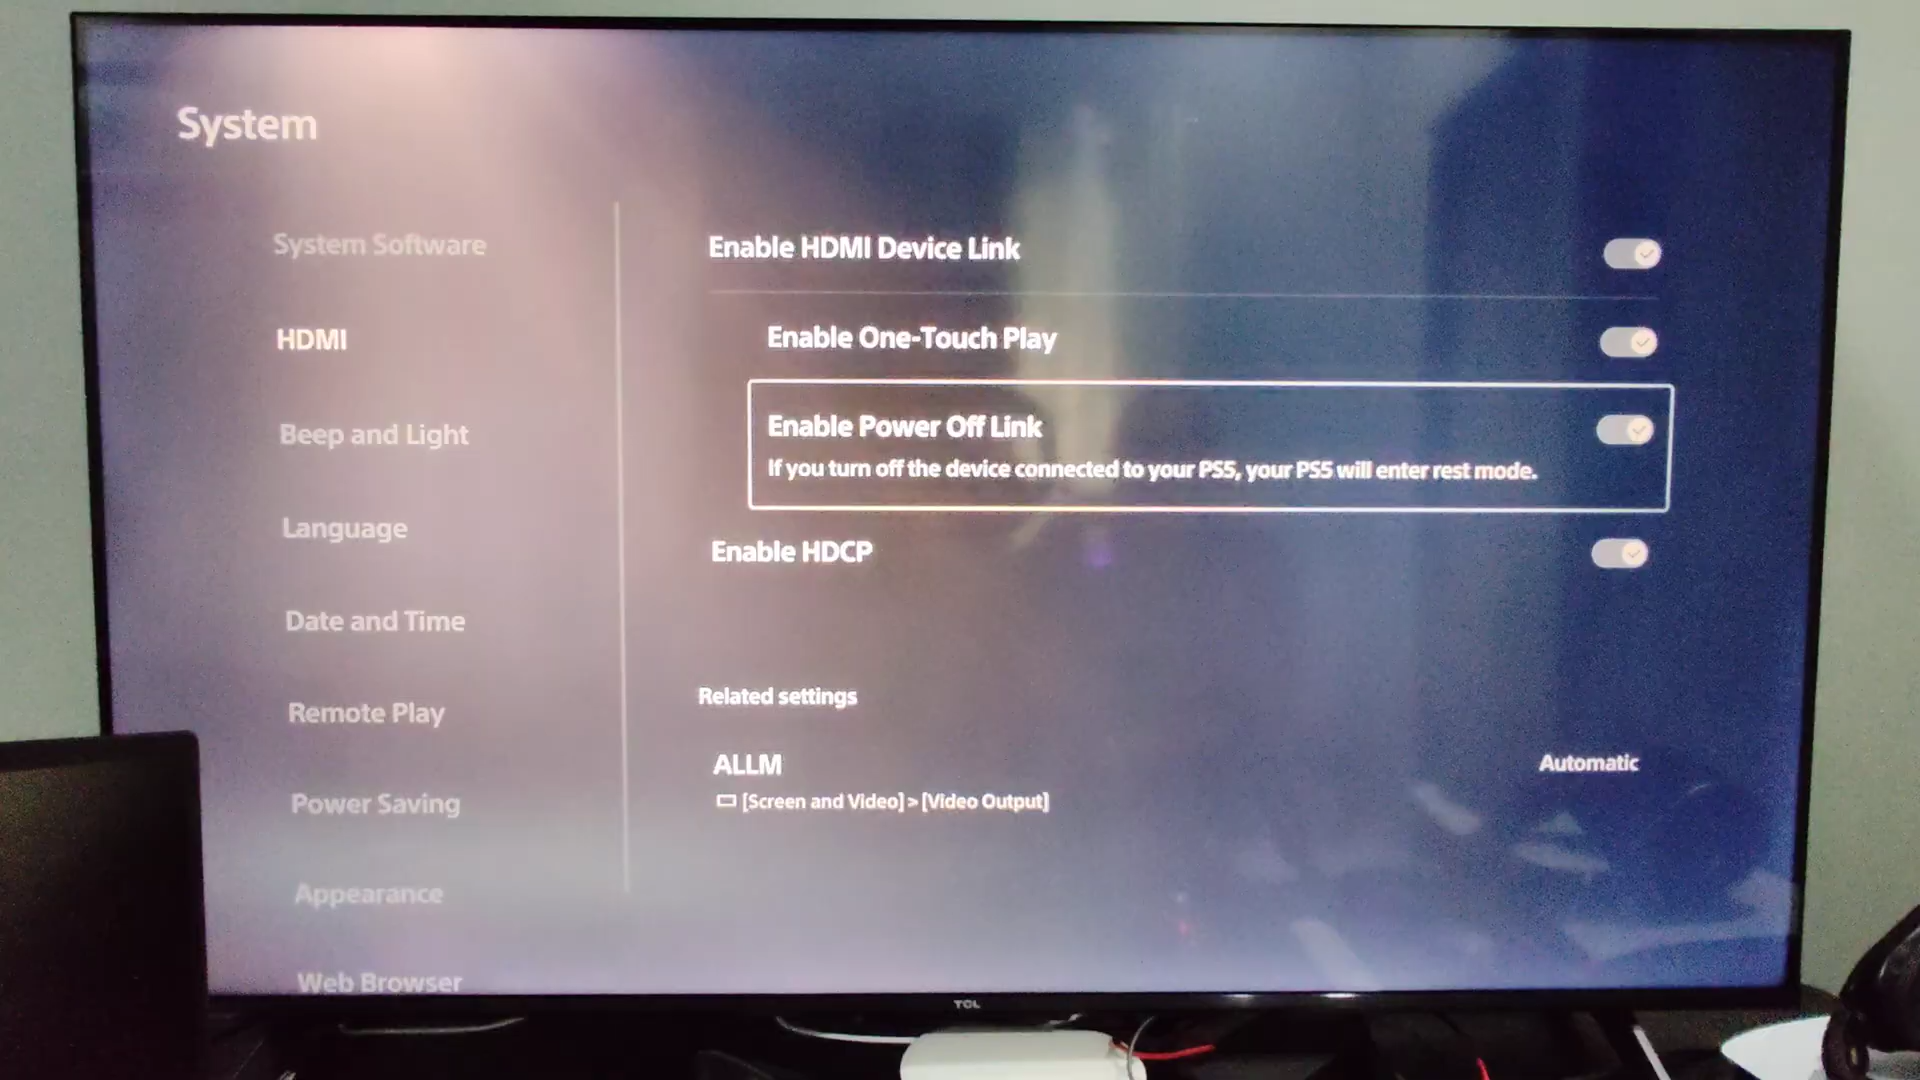 System
System Software
HDMI
Beep and Light
Language
Date and Time
Remote Play
Power Saving
Appearance
Web Browser
Enable HDMI Device Link
Enable One-Touch Play
Enable Power Off Link
If you turn off the device connected to your PS5, your PS5 will enter rest mode.
Enable HDCP
Related settings
ALLM
Automatic
[Screen and Video] > [Video Output]
TCL